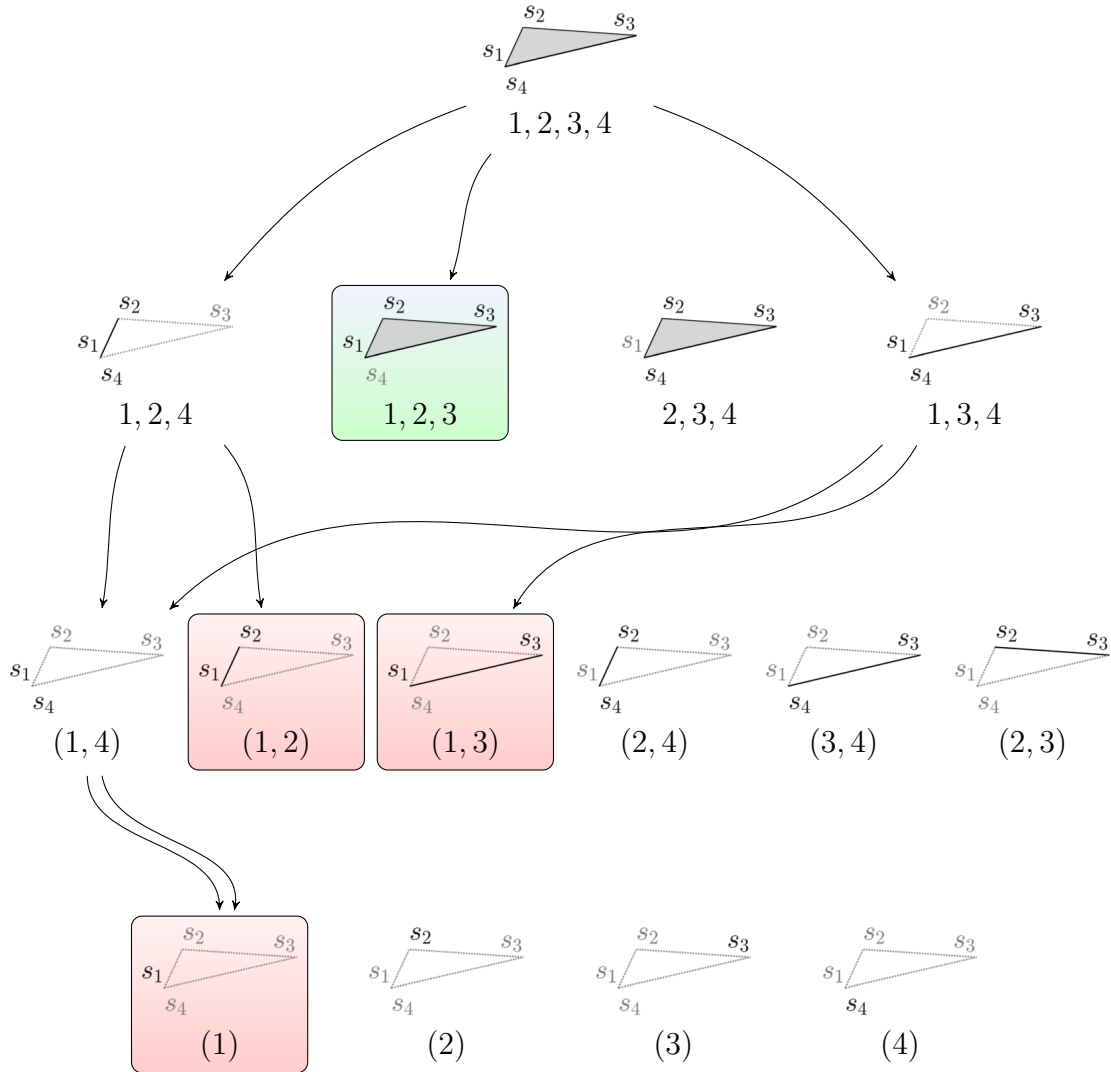 s₂ s₃
s₁
s₄
1, 2, 3, 4
s₂ s₃ s₂ s₃ s₂ s₃ s₂ s₃
s₁ s₁ s₁ s₁
s₄ s₄ s₄ s₄
1, 2, 4 1, 2, 3 2, 3, 4 1, 3, 4
s₂ s₃ s₂ s₃ s₂ s₃ s₂ s₃ s₂ s₃ s₂ s₃
s₁ s₁ s₁ s₁ s₁ s₁
s₄ s₄ s₄ s₄ s₄ s₄
(1, 4) (1, 2) (1, 3) (2, 4) (3, 4) (2, 3)
s₂ s₃ s₂ s₃ s₂ s₃ s₂ s₃
s₁ s₁ s₁ s₁
s₄ s₄ s₄ s₄
(1) (2) (3) (4)